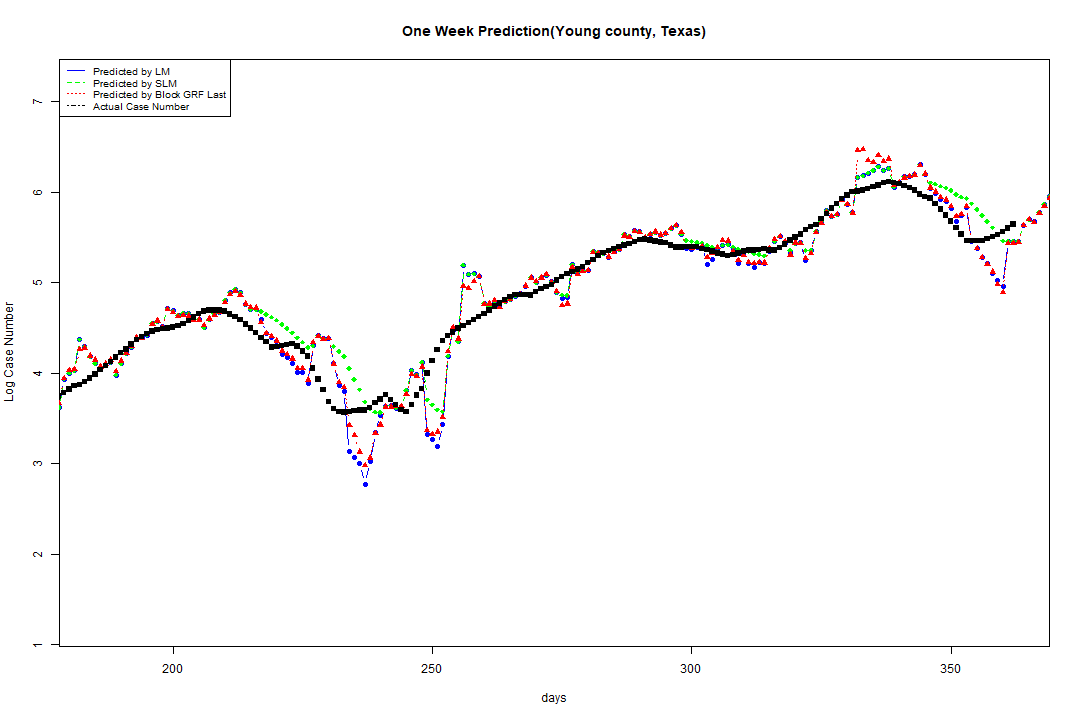 One Week Prediction(Young county, Texas)
Predicted by LM
Predicted by SLM
Predicted by Block GRF Last
Actual Case Number
7
6
5
4
3
2
1
Log Case Number
200 250 300 350
days